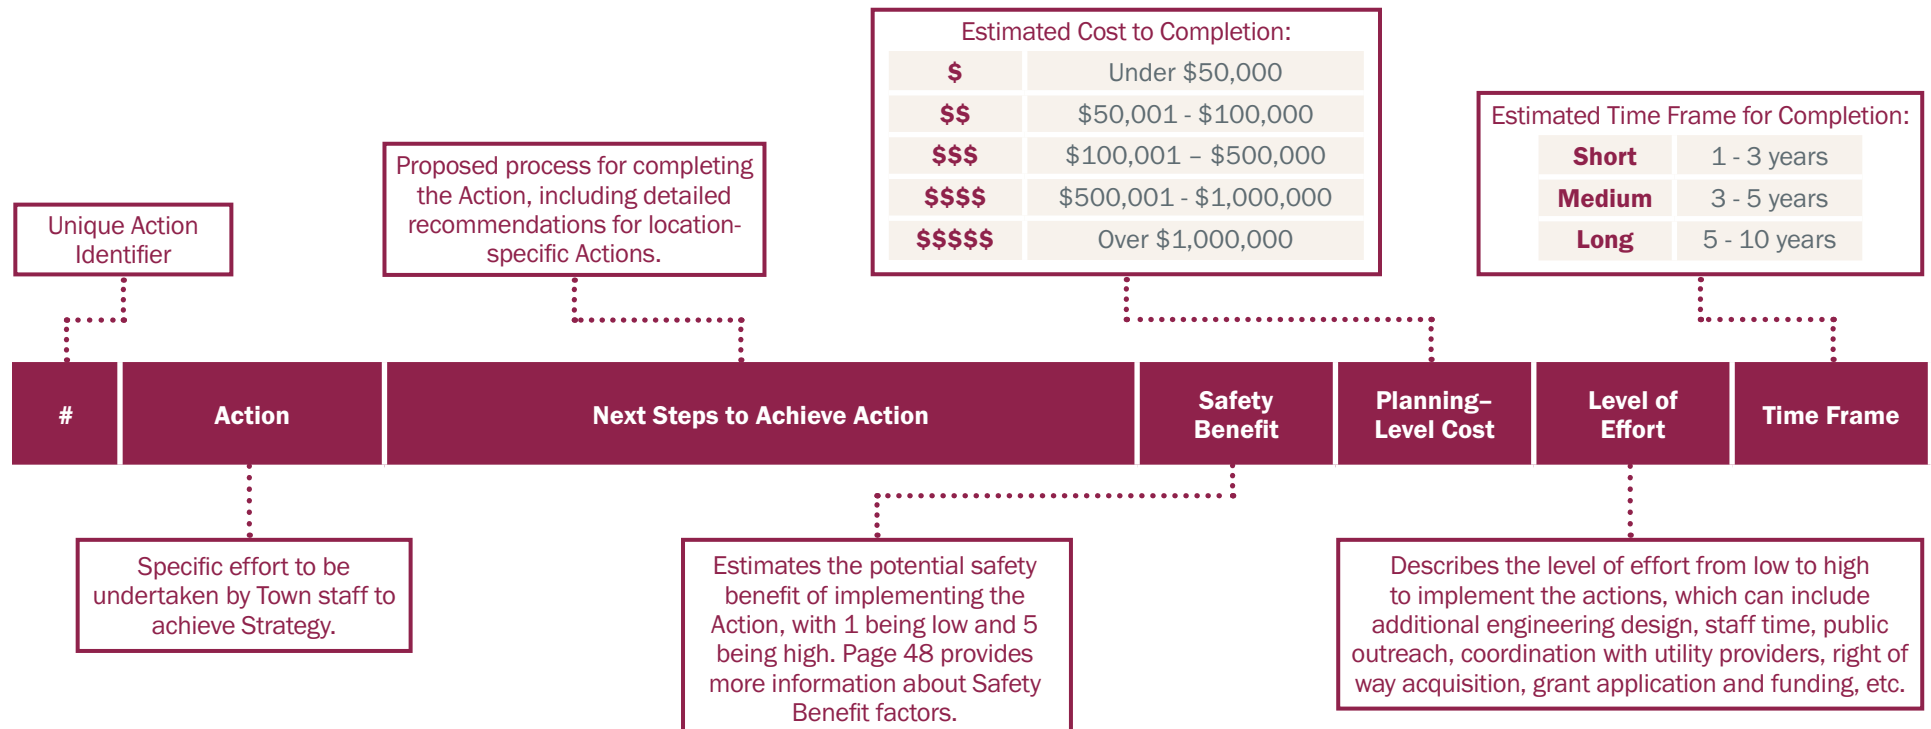 Estimated Cost to Completion:
$ Under $50,000
$$ $50,001 - $100,000
$$$ $100,001 – $500,000
$$$$ $500,001 - $1,000,000
$$$$$ Over $1,000,000
Estimated Time Frame for Completion:
Short 1 - 3 years
Medium 3 - 5 years
Long 5 - 10 years
Proposed process for completing
the Action, including detailed
recommendations for location-
specific Actions.
Unique Action
Identifier
#
Action
Next Steps to Achieve Action
Safety
Benefit
Planning–
Level Cost
Level of
Effort
Time Frame
Specific effort to be
undertaken by Town staff to
achieve Strategy.
Estimates the potential safety
benefit of implementing the
Action, with 1 being low and 5
being high. Page 48 provides
more information about Safety
Benefit factors.
Describes the level of effort from low to high
to implement the actions, which can include
additional engineering design, staff time, public
outreach, coordination with utility providers, right of
way acquisition, grant application and funding, etc.